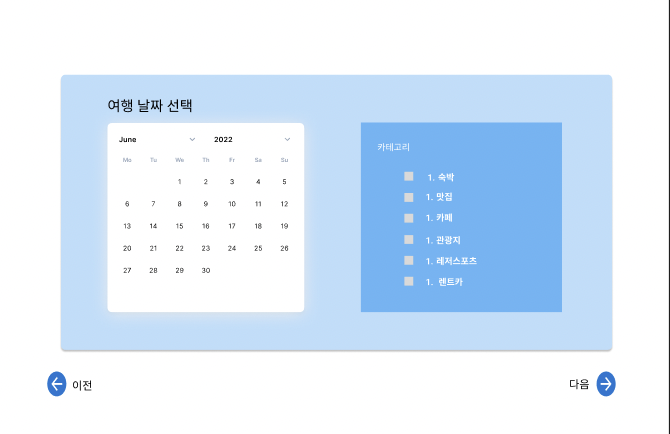 여행 날짜 선택
June 2022
Mo Tu We Th Fr Sa Su
1 2 3 4 5
6 7 8 9 10 11 12
13 14 15 16 17 18 19
20 21 22 23 24 25 26
27 28 29 30
카테고리
1. 숙박
1. 맛집
1. 카페
1. 관광지
1. 레저스포츠
1. 렌트카
이전
다음